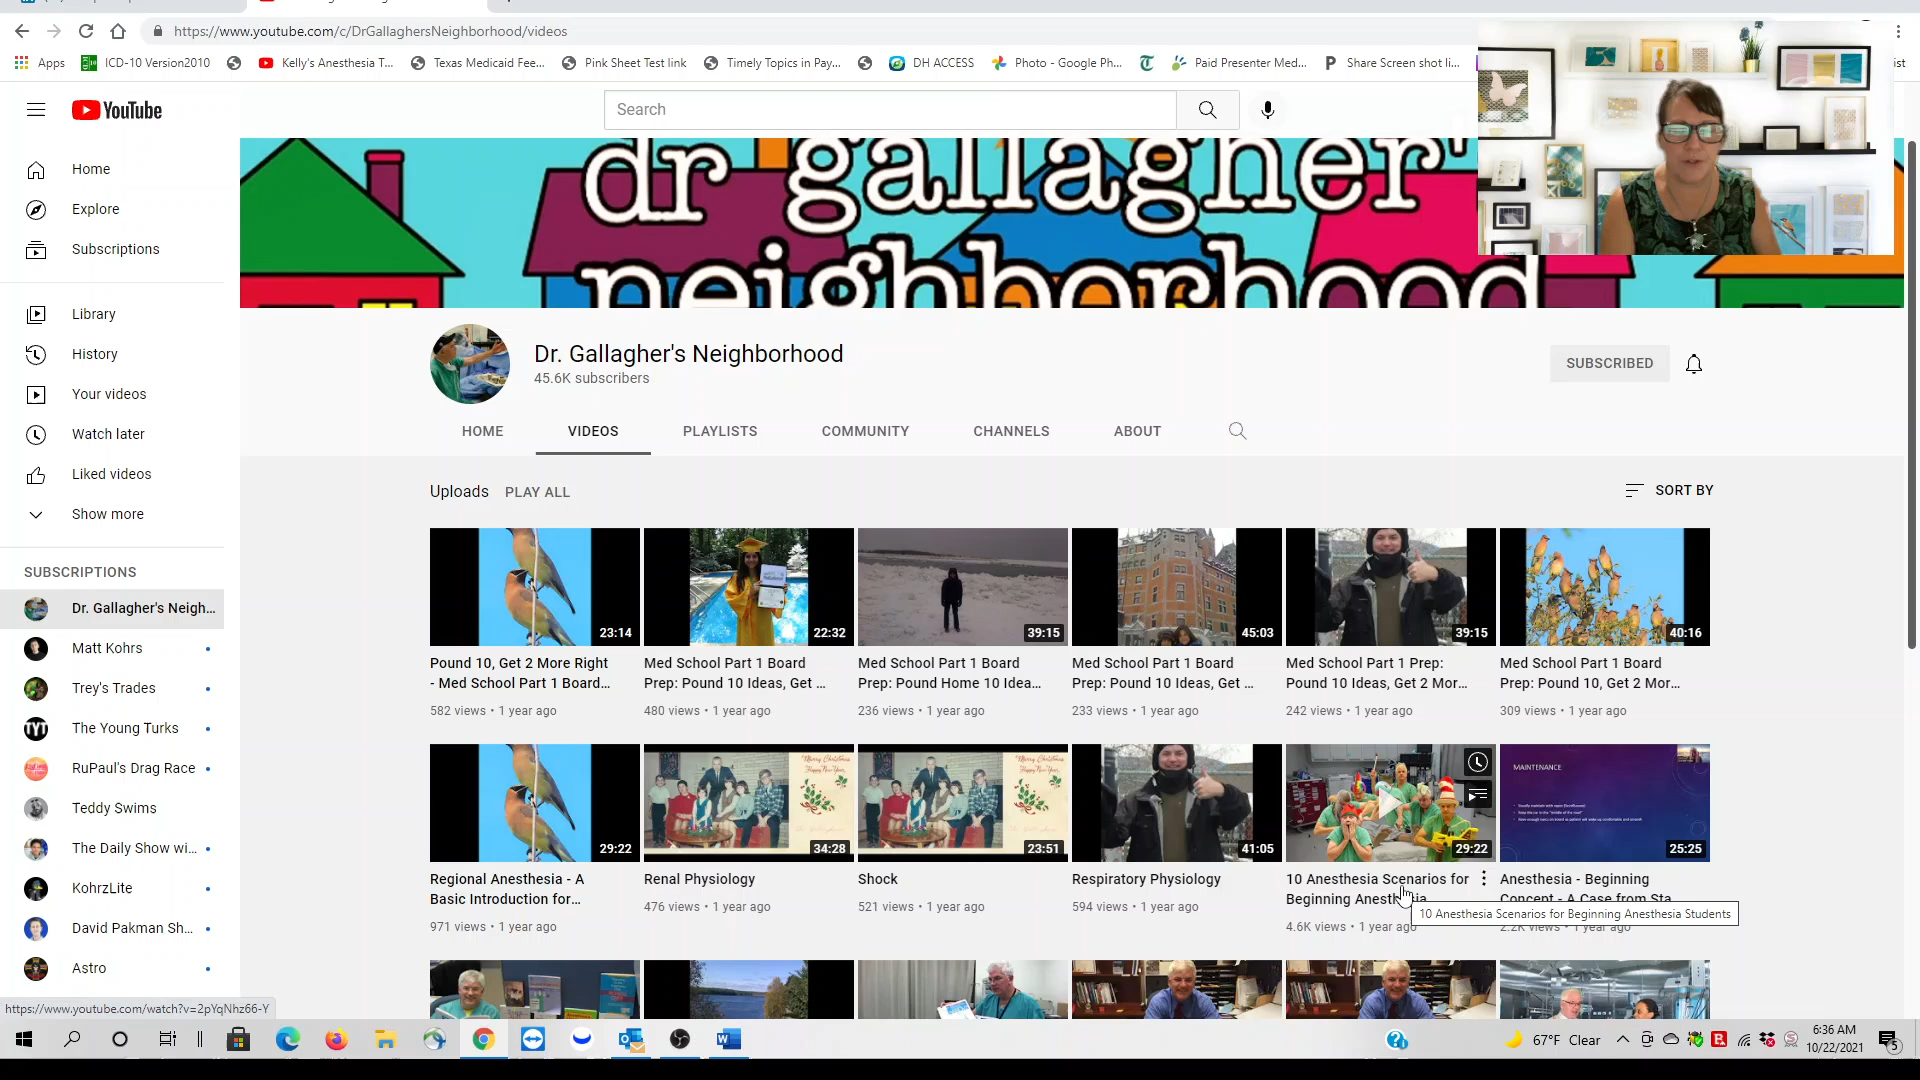 https://www.youtube.com/c/DrGallaghersNeighborhood/videos
Apps
ICD-10 Version2010
Kelly's Anesthesia T...
Texas Medicaid Fee...
Pink Sheet Test link
Timely Topics in Pay...
DH ACCESS
Photo - Google Ph...
Paid Presenter Med...
Share Screen shot li...
YouTube
Search
Home
Explore
Subscriptions
Library
History
Your videos
Watch later
Liked videos
Show more
SUBSCRIPTIONS
Dr. Gallagher's Neigh...
Matt Kohrs
Trey's Trades
The Young Turks
RuPaul's Drag Race
Teddy Swims
The Daily Show wi...
KohrzLite
David Pakman Sh...
Astro
dr gallagher'
neighborhood
Dr. Gallagher's Neighborhood
45.6K subscribers
SUBSCRIBED
HOME
VIDEOS
PLAYLISTS
COMMUNITY
CHANNELS
ABOUT
Uploads PLAY ALL
SORT BY
23:14
22:32
39:15
45:03
39:15
40:16
Pound 10, Get 2 More Right
- Med School Part 1 Board...
582 views • 1 year ago
Med School Part 1 Board
Prep: Pound 10 Ideas, Get ...
480 views • 1 year ago
Med School Part 1 Board
Prep: Pound Home 10 Idea...
236 views • 1 year ago
Med School Part 1 Board
Prep: Pound 10 Ideas, Get ...
233 views • 1 year ago
Med School Part 1 Prep:
Pound 10 Ideas, Get 2 Mor...
242 views • 1 year ago
Med School Part 1 Board
Prep: Pound 10, Get 2 Mor...
309 views • 1 year ago
29:22
34:28
23:51
41:05
29:22
MAINTENANCE
25:25
Regional Anesthesia - A
Basic Introduction for...
971 views • 1 year ago
Renal Physiology
476 views • 1 year ago
Shock
521 views • 1 year ago
Respiratory Physiology
594 views • 1 year ago
10 Anesthesia Scenarios for
Beginning Anesthesia
4.6K views • 1 year ago
Anesthesia - Beginning
Concept - A Case from Sta
2.2K views • 1 year ago
10 Anesthesia Scenarios for Beginning Anesthesia Students
https://www.youtube.com/watch?v=2pYqNhz66-Y
67°F Clear
6:36 AM
10/22/2021
5